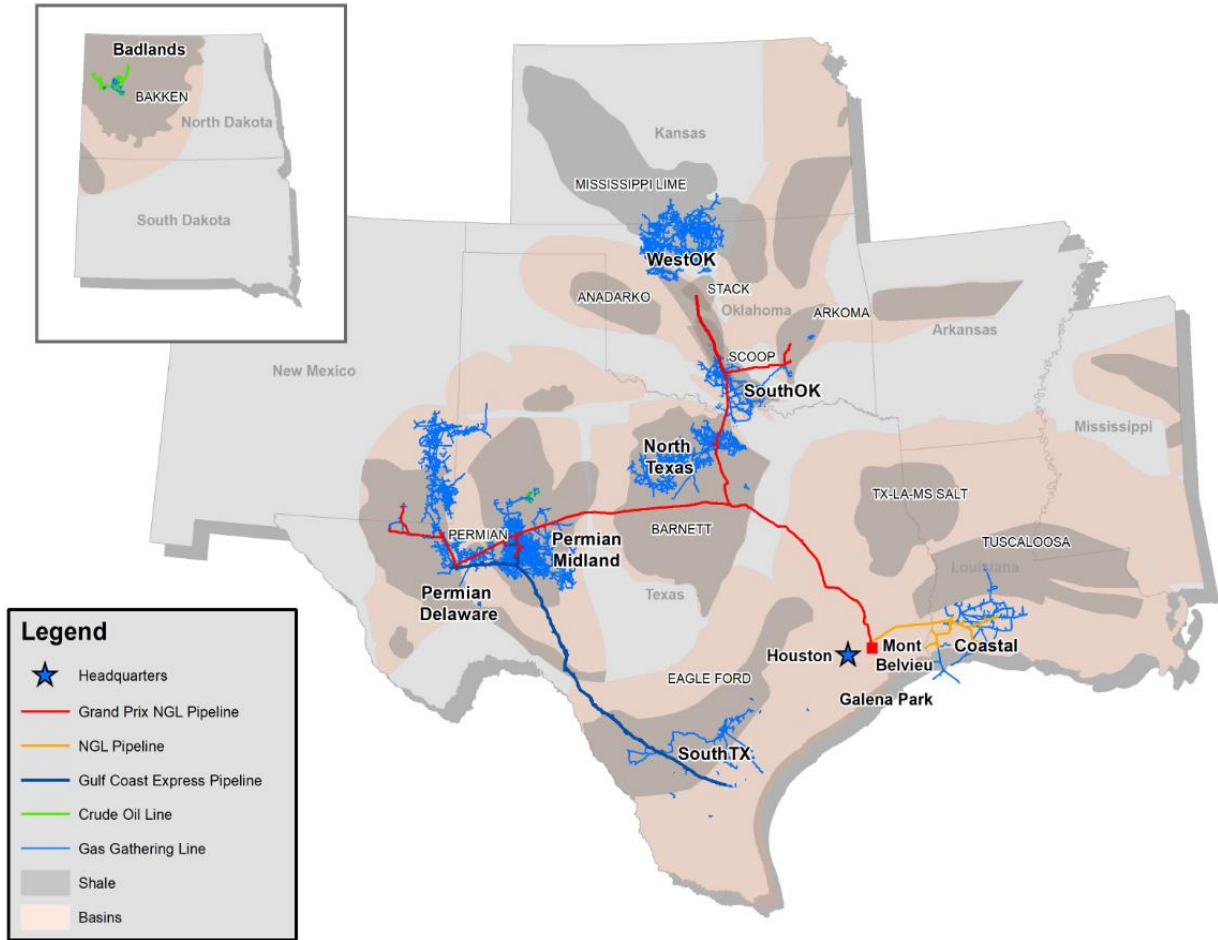 Badlands
BAKKEN
North Dakota
South Dakota
Kansas
MISSISSIPPI LIME
WestOK
STACK
ANADARKO
Oklahoma
ARKOMA
Arkansas
SCOOP
New Mexico
SouthOK
Mississippi
North
Texas
TX-LA-MS SALT
BARNETT
PERMIAN
Permian
Midland
TUSCALOOSA
Louisiana
Permian
Delaware
Texas
Houston
Mont
Belvieu
Coastal
EAGLE FORD
Galena Park
SouthTX
Legend
Headquarters
Grand Prix NGL Pipeline
NGL Pipeline
Gulf Coast Express Pipeline
Crude Oil Line
Gas Gathering Line
Shale
Basins